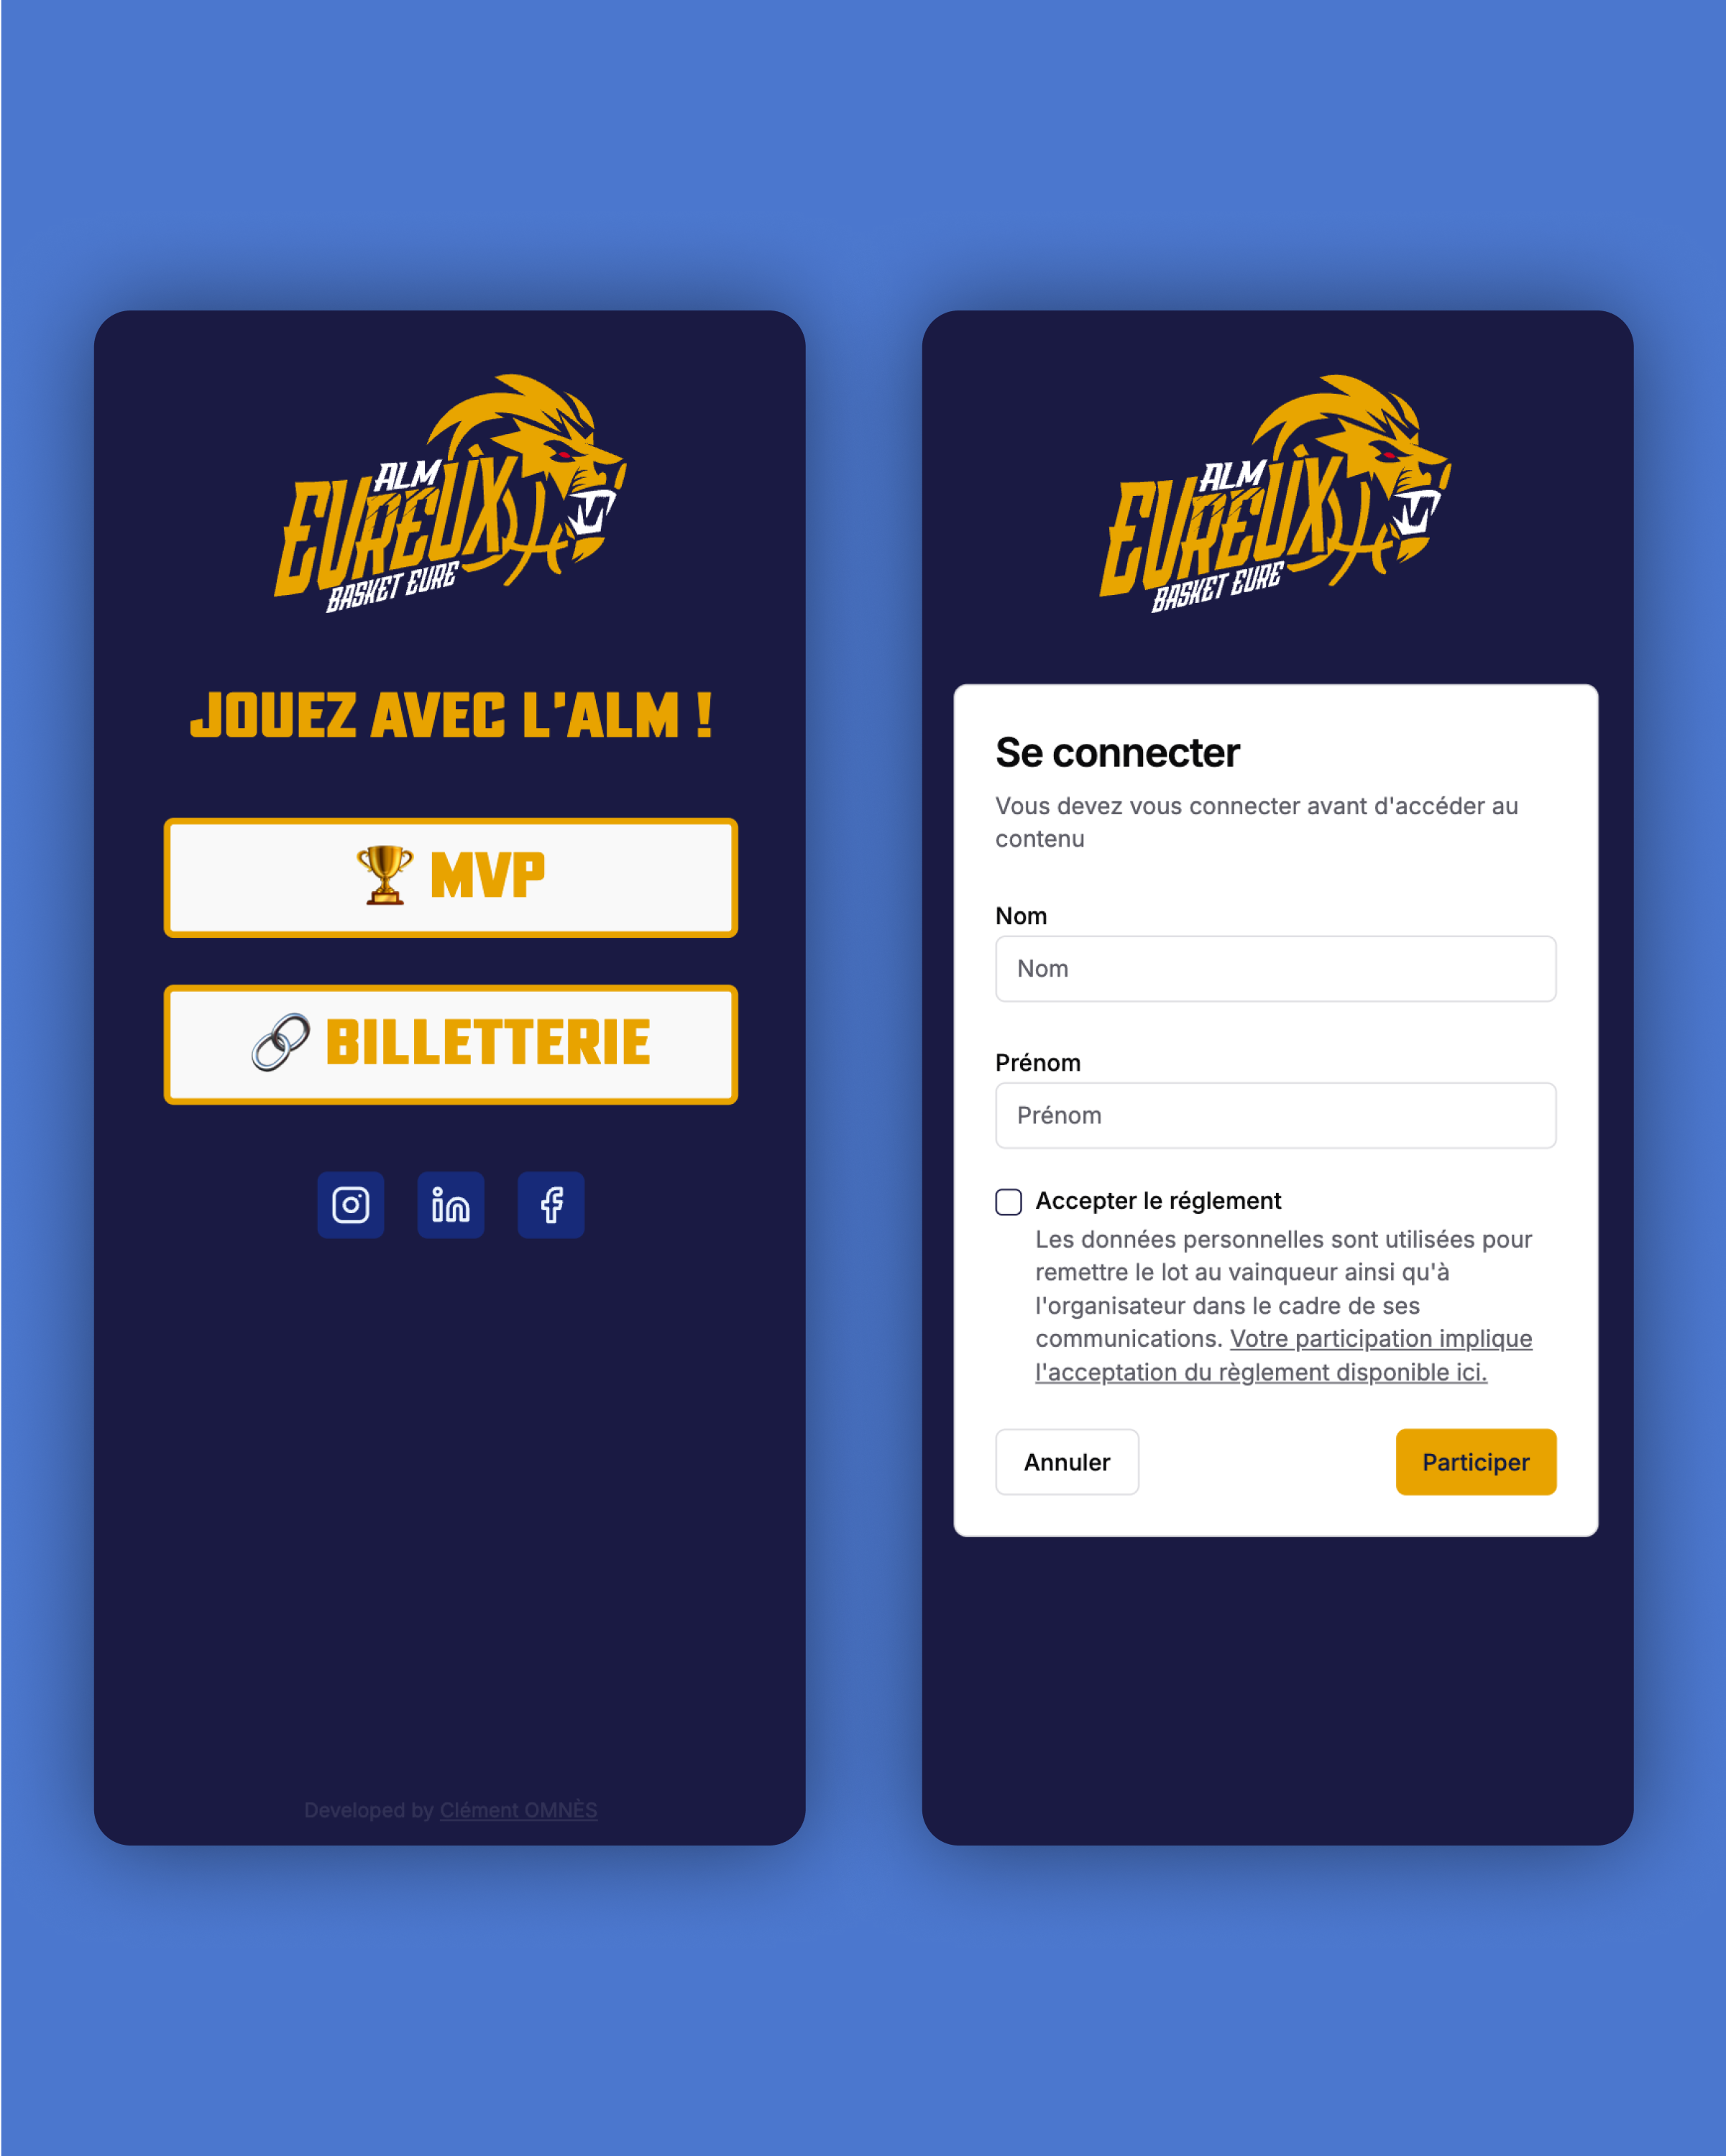 ALM
EVREUX
BASKET EURE
JOUEZ AVEC L'ALM !
🏆 MVP
🔗 BILLETTERIE
Developed by Clément OMNÈS
ALM
EVREUX
BASKET EURE
Se connecter
Vous devez vous connecter avant d'accéder au
contenu
Nom
Nom
Prénom
Prénom
Accepter le réglement
Les données personnelles sont utilisées pour
remettre le lot au vainqueur ainsi qu'à
l'organisateur dans le cadre de ses
communications. Votre participation implique
l'acceptation du règlement disponible ici.
Annuler
Participer